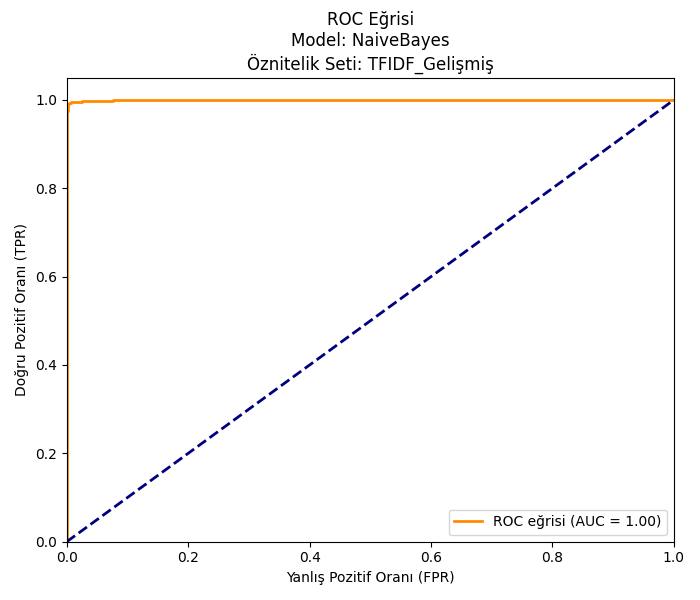 ROC Eğrisi
Model: NaiveBayes
Öznitelik Seti: TFIDF_Gelişmiş
1.0
0.8
0.6
0.4
0.2
0.0
Doğru Pozitif Oranı (TPR)
ROC eğrisi (AUC = 1.00)
0.0 0.2 0.4 0.6 0.8 1.0
Yanlış Pozitif Oranı (FPR)